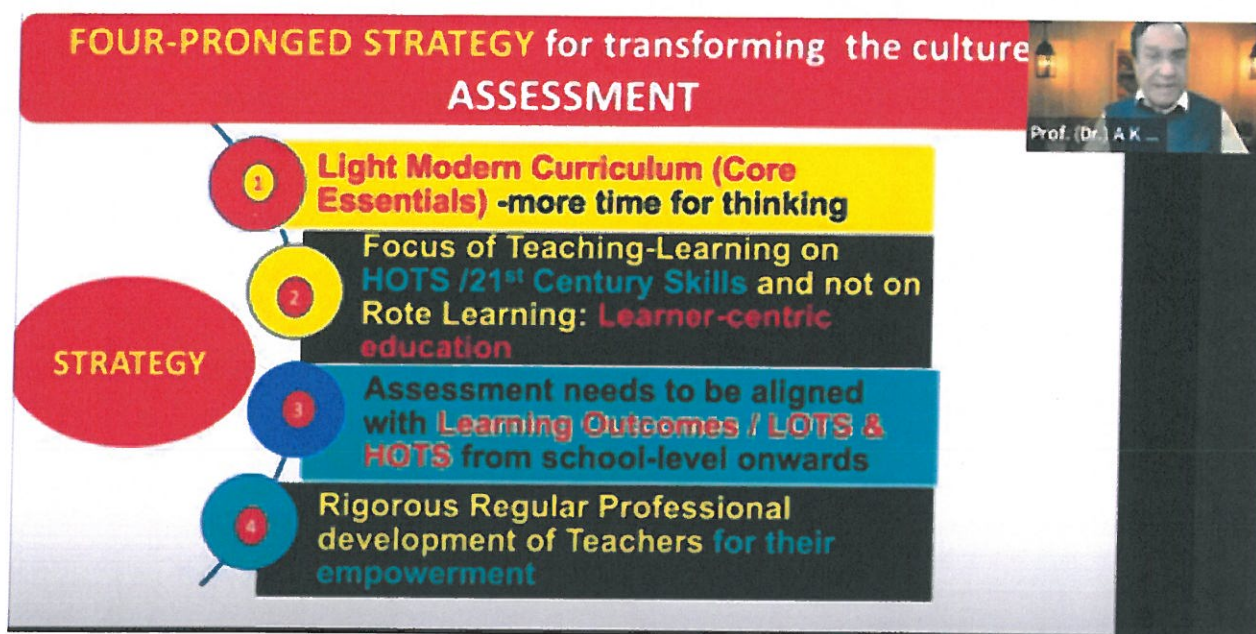 FOUR-PRONGED STRATEGY for transforming the culture
ASSESSMENT
Prof. (Dr.) A K ...
1
Light Modern Curriculum (Core
Essentials) -more time for thinking
2
Focus of Teaching-Learning on
HOTS /21st Century Skills and not on
Rote Learning: Learner-centric
education
STRATEGY
3
Assessment needs to be aligned
with Learning Outcomes / LOTS &
HOTS from school-level onwards
4
Rigorous Regular Professional
development of Teachers for their
empowerment